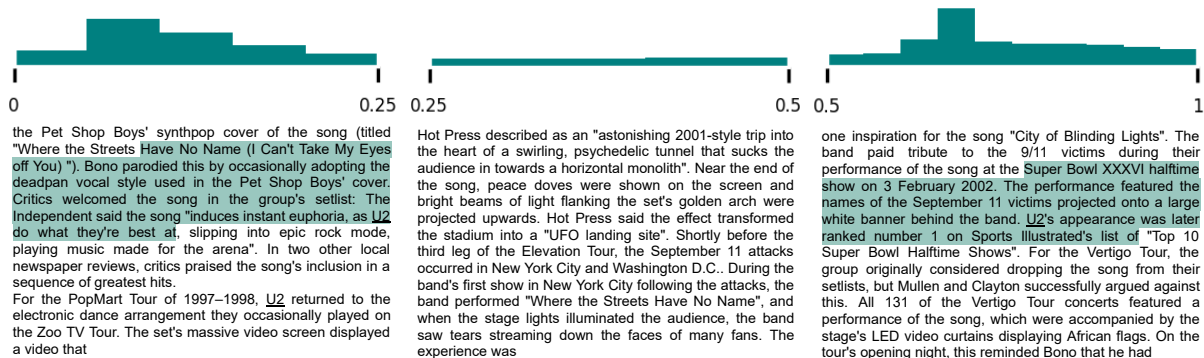 0
0.25
the Pet Shop Boys' synthpop cover of the song (titled
"Where the Streets Have No Name (I Can't Take My Eyes
off You) "). Bono parodied this by occasionally adopting the
deadpan vocal style used in the Pet Shop Boys' cover.
Critics welcomed the song in the group's setlist: The
Independent said the song "induces instant euphoria, as U2
do what they're best at, slipping into epic rock mode,
playing music made for the arena". In two other local
newspaper reviews, critics praised the song's inclusion in a
sequence of greatest hits.
For the PopMart Tour of 1997–1998, U2 returned to the
electronic dance arrangement they occasionally played on
the Zoo TV Tour. The set's massive video screen displayed
a video that
0.25
0.5
Hot Press described as an "astonishing 2001-style trip into
the heart of a swirling, psychedelic tunnel that sucks the
audience in towards a horizontal monolith". Near the end of
the song, peace doves were shown on the screen and
bright beams of light flanking the set's golden arch were
projected upwards. Hot Press said the effect transformed
the stadium into a "UFO landing site". Shortly before the
third leg of the Elevation Tour, the September 11 attacks
occurred in New York City and Washington D.C.. During the
band's first show in New York City following the attacks, the
band performed "Where the Streets Have No Name", and
when the stage lights illuminated the audience, the band
saw tears streaming down the faces of many fans. The
experience was
0.5
1
one inspiration for the song "City of Blinding Lights". The
band paid tribute to the 9/11 victims during their
performance of the song at the Super Bowl XXXVI halftime
show on 3 February 2002. The performance featured the
names of the September 11 victims projected onto a large
white banner behind the band. U2's appearance was later
ranked number 1 on Sports Illustrated's list of "Top 10
Super Bowl Halftime Shows". For the Vertigo Tour, the
group originally considered dropping the song from their
setlists, but Mullen and Clayton successfully argued against
this. All 131 of the Vertigo Tour concerts featured a
performance of the song, which were accompanied by the
stage's LED video curtains displaying African flags. On the
tour's opening night, this reminded Bono that he had